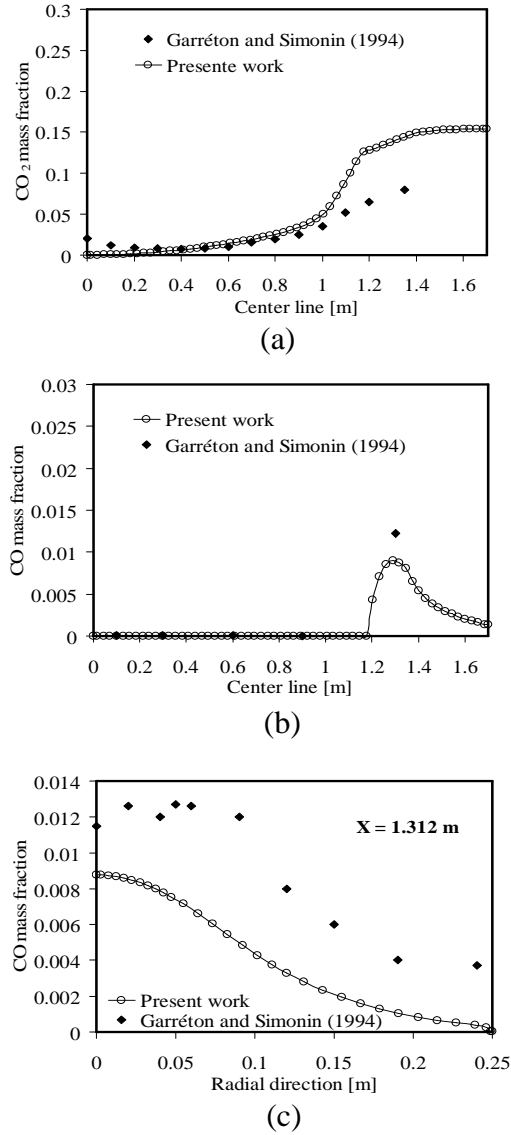 0.3
0.25
0.2
0.15
0.1
0.05
0
CO2 mass fraction
Garréton and Simonin (1994)
Presente work
0 0.2 0.4 0.6 0.8 1 1.2 1.4 1.6
Center line [m]
(a)
0.03
0.025
0.02
0.015
0.01
0.005
0
CO mass fraction
Present work
Garréton and Simonin (1994)
0 0.2 0.4 0.6 0.8 1 1.2 1.4 1.6
Center line [m]
(b)
0.014
0.012
0.01
0.008
0.006
0.004
0.002
0
CO mass fraction
X = 1.312 m
Present work
Garréton and Simonin (1994)
0 0.05 0.1 0.15 0.2 0.25
Radial direction [m]
(c)